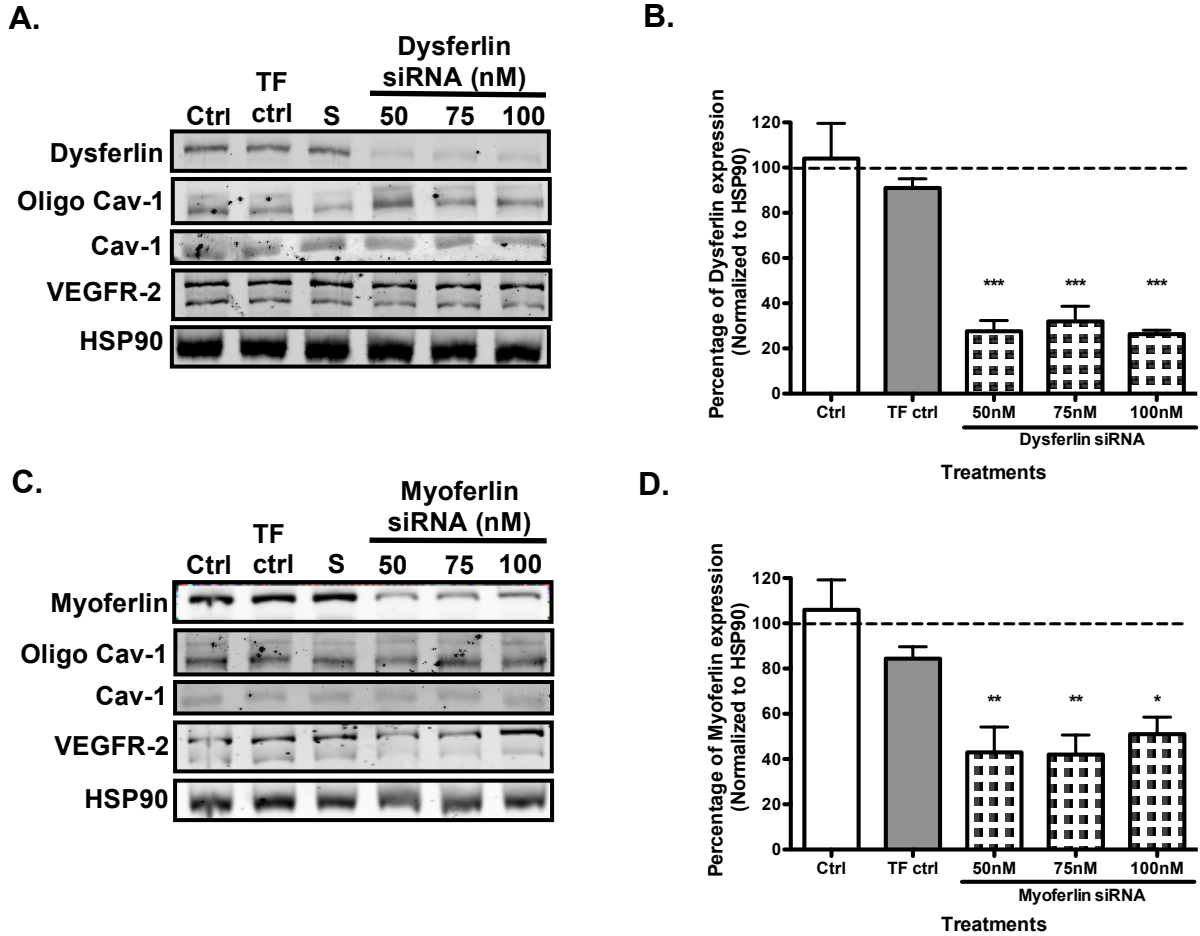 A.
Dysferlin
siRNA (nM)
TF
ctrl
Ctrl
S
50
75
100
Dysferlin
Oligo Cav-1
Cav-1
VEGFR-2
HSP90
B.
Percentage of Dysferlin expression
(Normalized to HSP90)
120
100
80
60
40
20
0
***
***
***
Ctrl
TF ctrl
50nM
75nM
100nM
Dysferlin siRNA
Treatments
C.
Myoferlin
siRNA (nM)
TF
ctrl
Ctrl
S
50
75
100
Myoferlin
Oligo Cav-1
Cav-1
VEGFR-2
HSP90
D.
Percentage of Myoferlin expression
(Normalized to HSP90)
120
100
80
60
40
20
0
**
**
*
Ctrl
TF ctrl
50nM
75nM
100nM
Myoferlin siRNA
Treatments